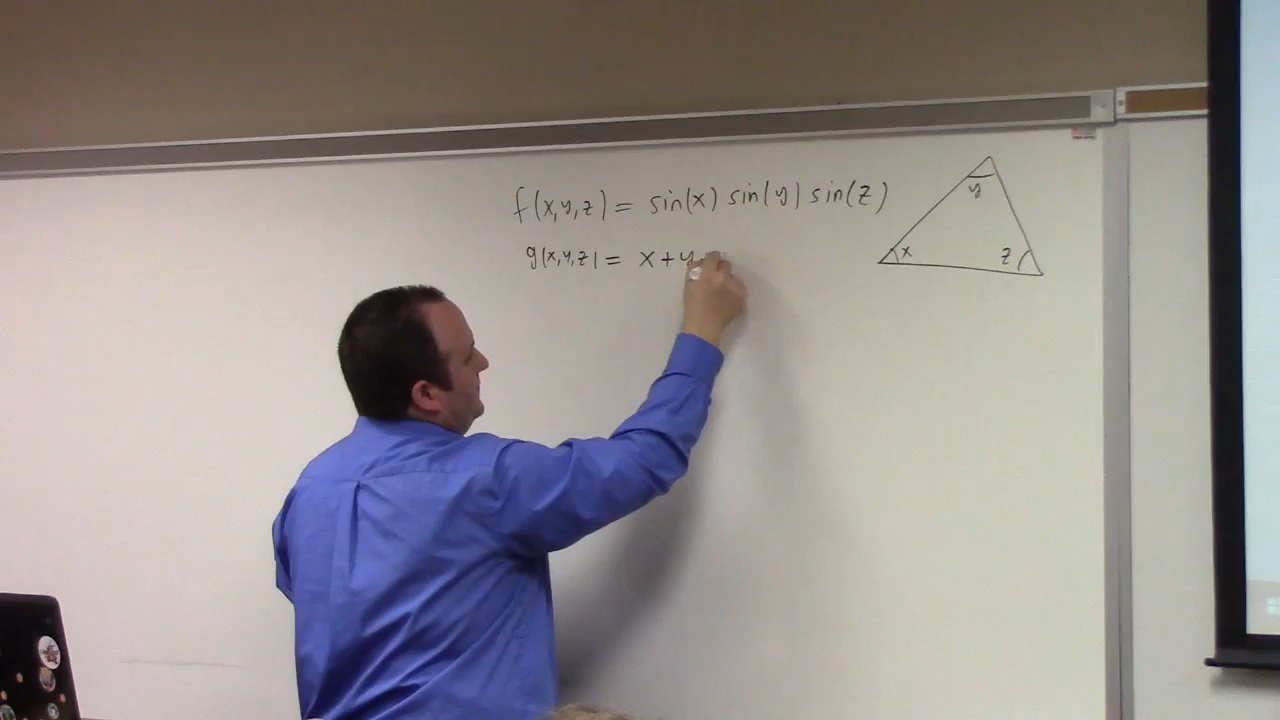 f(x,y,z) = sin(x) sin(y) sin(z)
g(x,y,z) = x+y
y
x
z